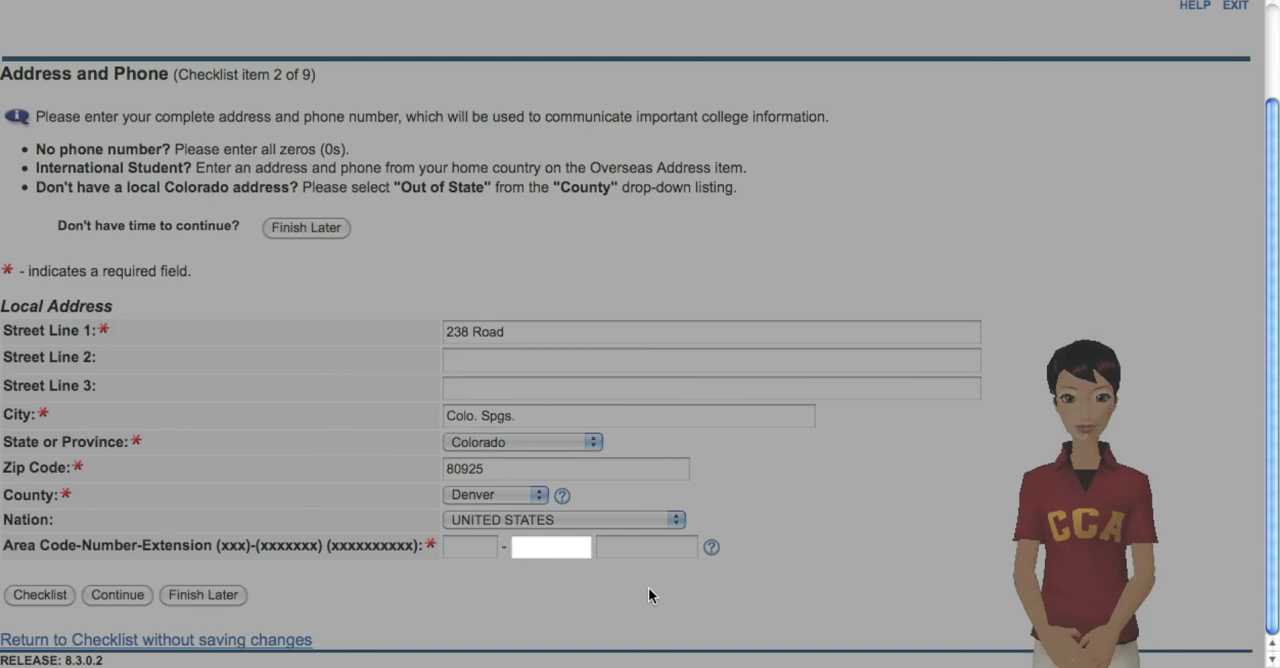 HELP EXIT
Address and Phone (Checklist item 2 of 9)
Please enter your complete address and phone number, which will be used to communicate important college information.
• No phone number? Please enter all zeros (0s).
• International Student? Enter an address and phone from your home country on the Overseas Address item.
• Don't have a local Colorado address? Please select "Out of State" from the "County" drop-down listing.
Don't have time to continue? Finish Later
* - indicates a required field.
Local Address
Street Line 1:* 238 Road
Street Line 2:
Street Line 3:
City:* Colo. Spgs.
State or Province:* Colorado
Zip Code:* 80925
County:* Denver ?
Nation: UNITED STATES
Area Code-Number-Extension (xxx)-(xxxxxxx) (xxxxxxxxxx):* - ?
CCA
Checklist Continue Finish Later
Return to Checklist without saving changes
RELEASE: 8.3.0.2